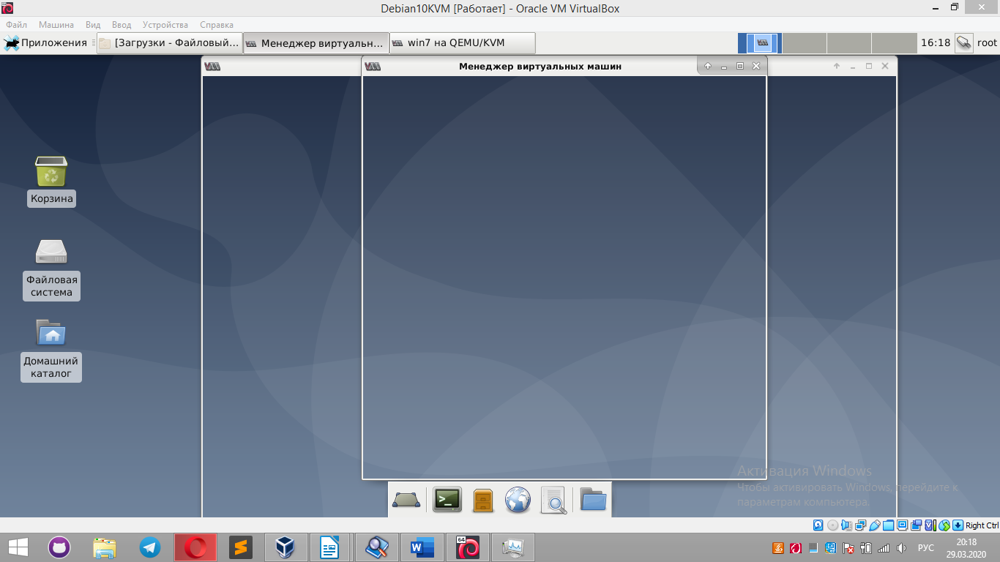 Debian10KVM [Работает] - Oracle VM VirtualBox
Файл Машина Вид Ввод Устройства Справка
Приложения [Загрузки - Файловый... Менеджер виртуальн... win7 на QEMU/KVM 16:18 root
Менеджер виртуальных машин
Корзина
Файловая
система
Домашний
каталог
Активация Windows
Чтобы активировать Windows, перейдите к
параметрам компьютера.
Right Ctrl
64
РУС
20:18
29.03.2020